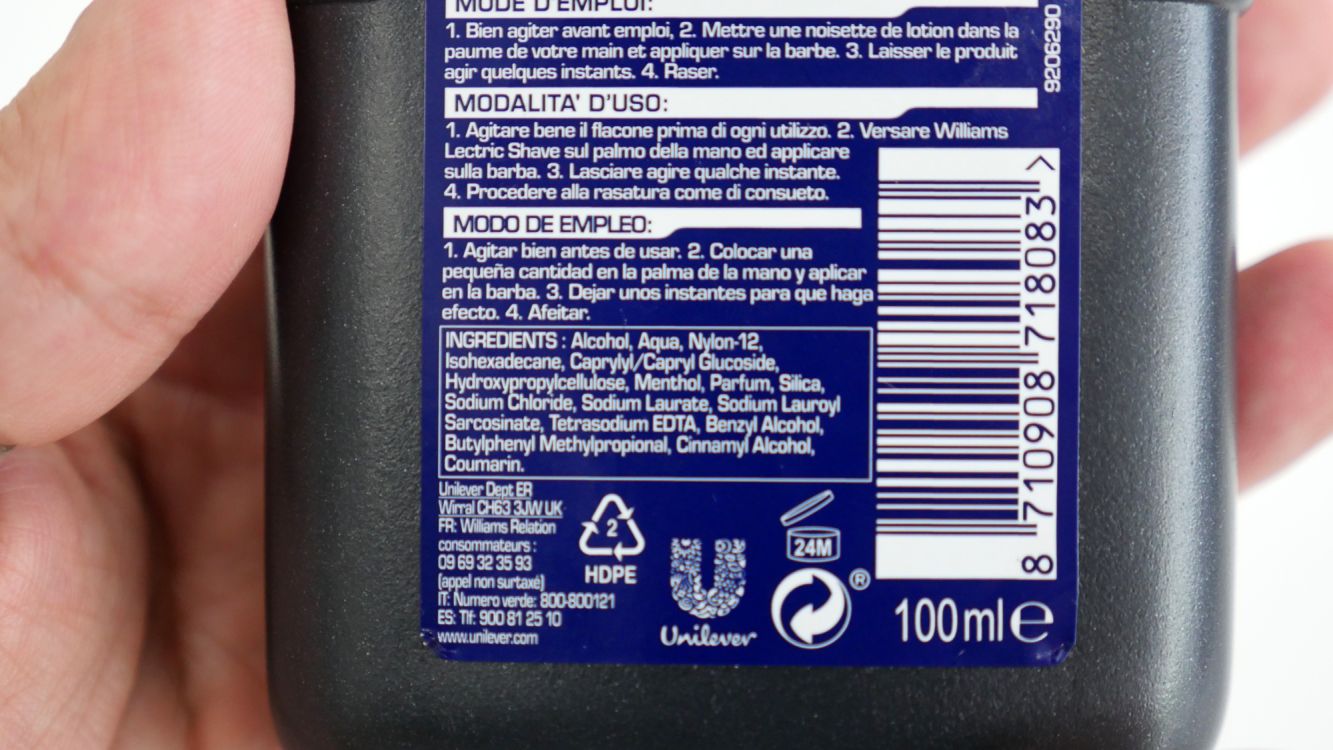 MODE D'EMPLOI:
1. Bien agiter avant emploi, 2. Mettre une noisette de lotion dans la
paume de votre main et appliquer sur la barbe. 3. Laisser le produit
agir quelques instants. 4. Raser.
9206290
MODALITA' D'USO:
1. Agitare bene il flacone prima di ogni utilizzo. 2. Versare Williams
Lectric Shave sul palmo della mano ed applicare
sulla barba. 3. Lasciare agire qualche instante.
4. Procedere alla rasatura come di consueto.
MODO DE EMPLEO:
1. Agitar bien antes de usar. 2. Colocar una
pequeña cantidad en la palma de la mano y aplicar
en la barba. 3. Dejar unos instantes para que haga
efecto. 4. Afeitar.
INGREDIENTS : Alcohol, Aqua, Nylon-12,
Isohexadecane, Caprylyl/Capryl Glucoside,
Hydroxypropylcellulose, Menthol, Parfum, Silica,
Sodium Chloride, Sodium Laurate, Sodium Lauroyl
Sarcosinate, Tetrasodium EDTA, Benzyl Alcohol,
Butylphenyl Methylpropional, Cinnamyl Alcohol,
Coumarin.
8 710908 718083 >
Unilever Dept ER
Wirral CH63 3JW UK
FR: Williams Relation
consommateurs :
09 69 32 35 93
(appel non surtaxé)
IT: Numero verde: 800-800121
ES: Tlf: 900 81 25 10
www.unilever.com
2
HDPE
Unilever
24M
®
100 ml e